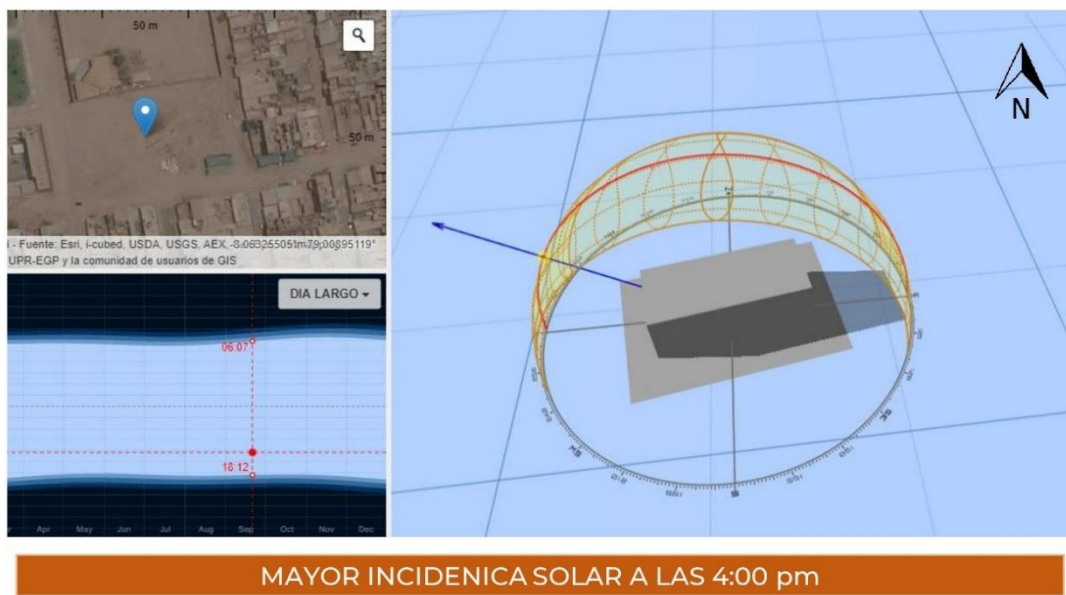 50 m
50 m
i - Fuente: Esri, i-cubed, USDA, USGS, AEX,
UPR-EGP y la comunidad de usuarios de GIS
DIA LARGO
06:07
18:12
Apr May Jun Jul Aug Sep Oct Nov Dec
N
MAYOR INCIDENICA SOLAR A LAS 4:00 pm